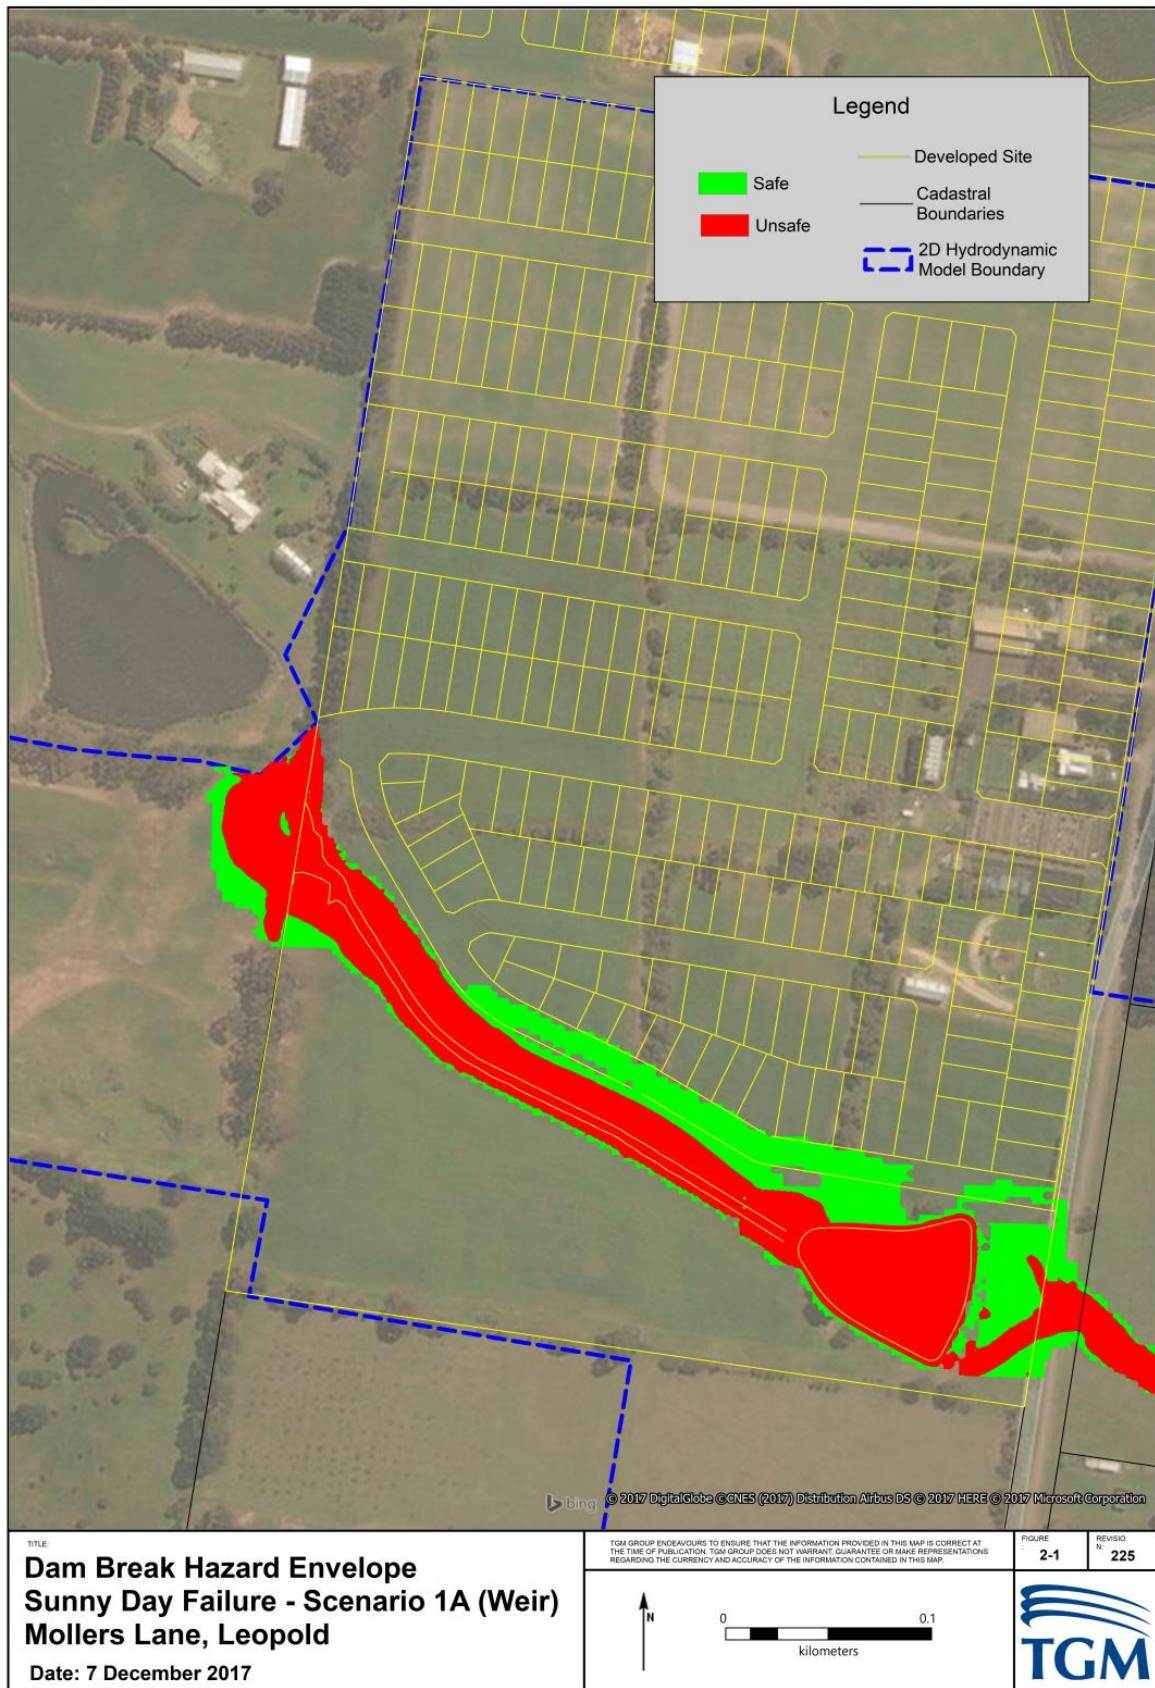 Legend
Safe
Unsafe
Developed Site
Cadastral
Boundaries
2D Hydrodynamic
Model Boundary
bing
© 2017 DigitalGlobe ©CNES (2017) Distribution Airbus DS © 2017 HERE © 2017 Microsoft Corporation
TITLE:
Dam Break Hazard Envelope
Sunny Day Failure - Scenario 1A (Weir)
Mollers Lane, Leopold
Date: 7 December 2017
TGM GROUP ENDEAVOURS TO ENSURE THAT THE INFORMATION PROVIDED IN THIS MAP IS CORRECT AT
THE TIME OF PUBLICATION. TGM GROUP DOES NOT WARRANT, GUARANTEE OR MAKE REPRESENTATIONS
REGARDING THE CURRENCY AND ACCURACY OF THE INFORMATION CONTAINED IN THIS MAP.
N
0 0.1
kilometers
FIGURE
:
2-1
REVISIO
N:
225
TGM